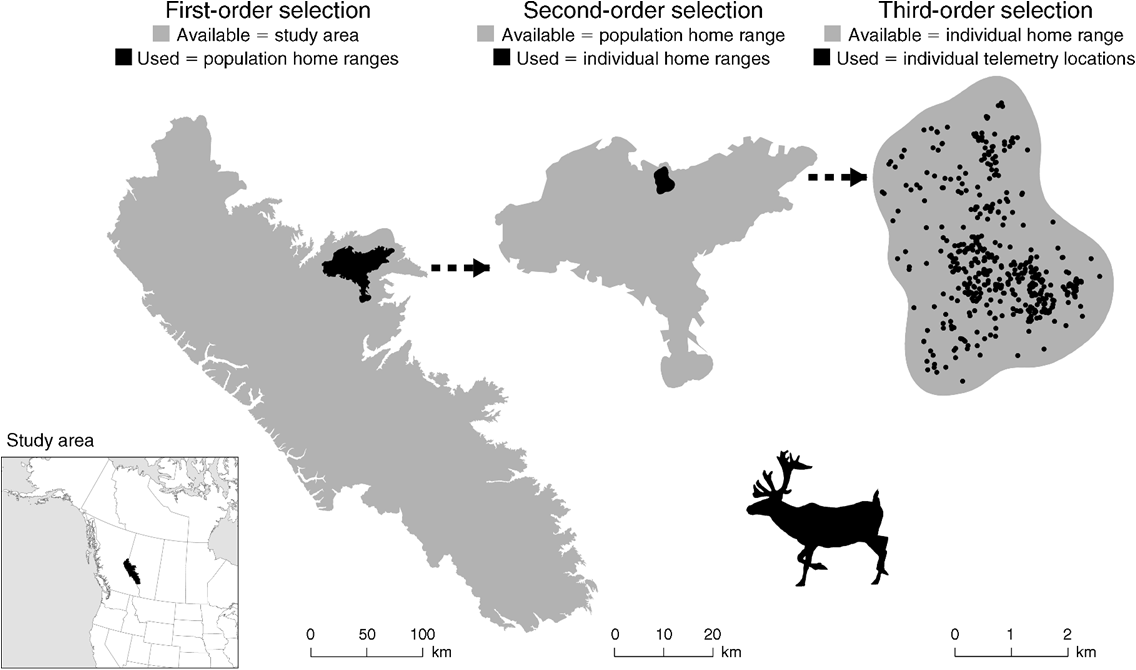 First-order selection
Available = study area
Used = population home ranges
Second-order selection
Available = population home range
Used = individual home ranges
Third-order selection
Available = individual home range
Used = individual telemetry locations
Study area
0 50 100
km
0 10 20
km
0 1 2
km